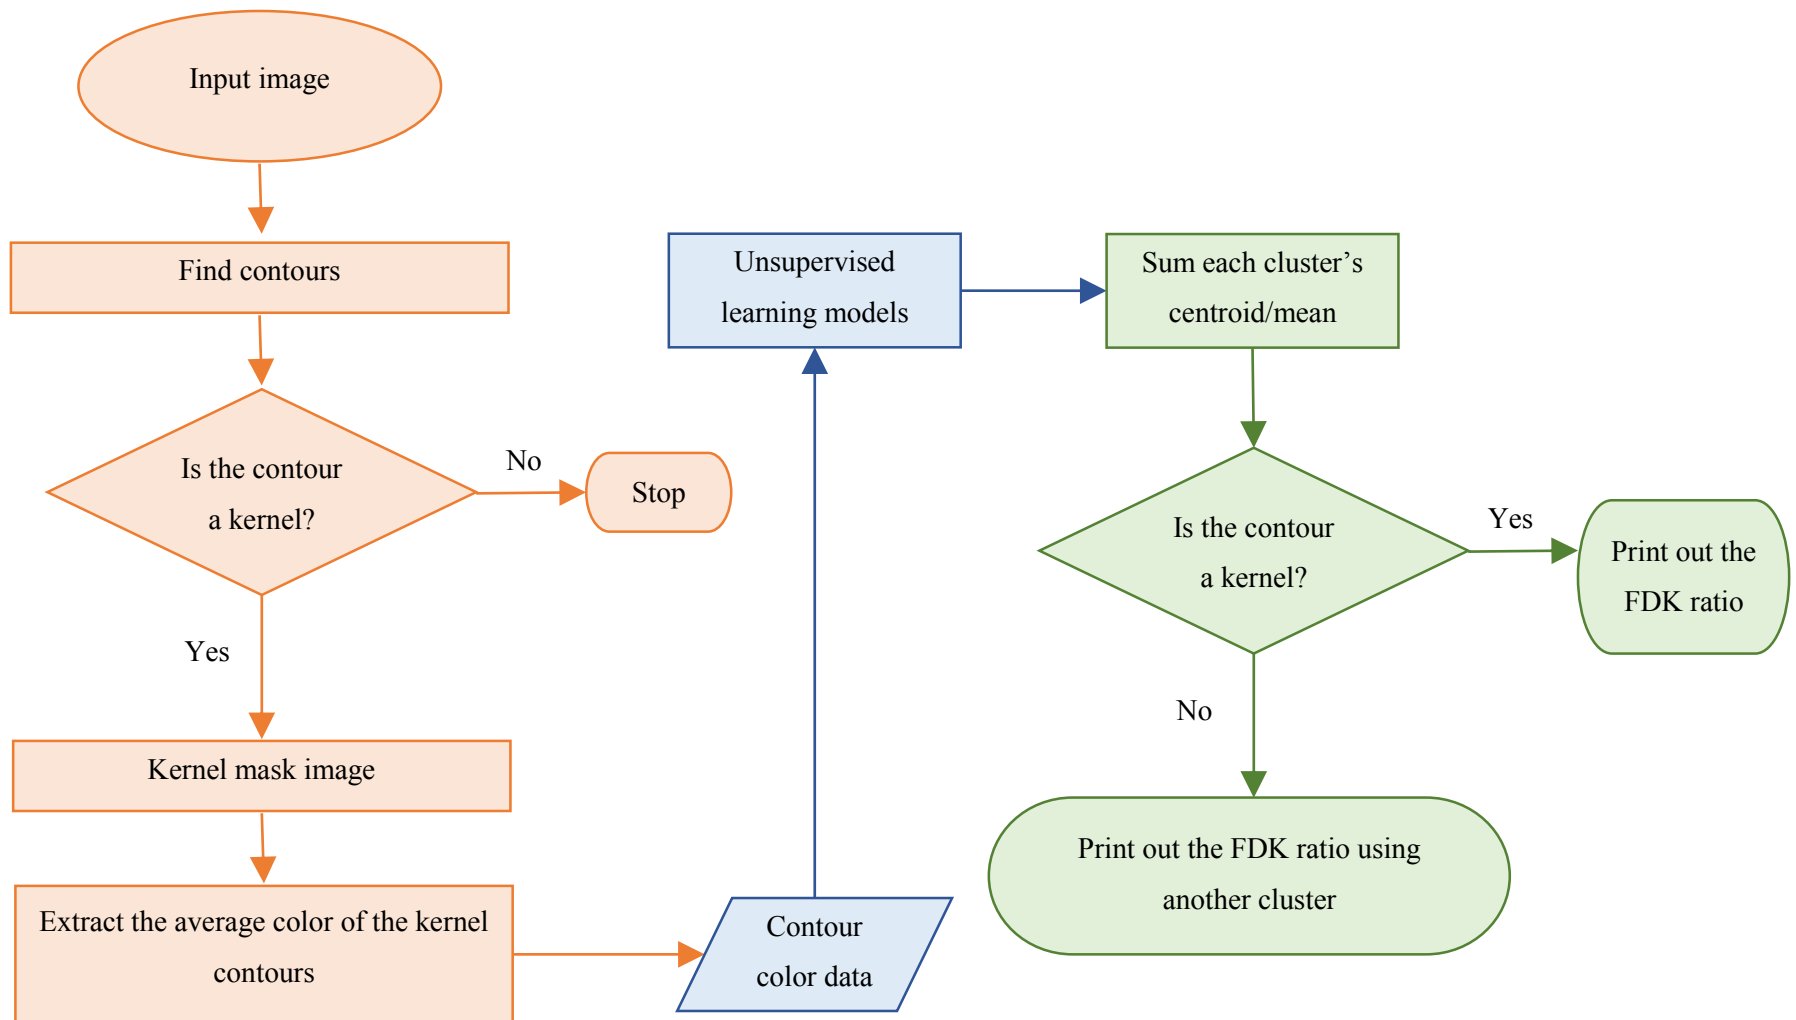 Input image
Find contours
Is the contour
a kernel?
No
Stop
Yes
Kernel mask image
Extract the average color of the kernel
contours
Contour
color data
Unsupervised
learning models
Sum each cluster’s
centroid/mean
Is the contour
a kernel?
Yes
Print out the
FDK ratio
No
Print out the FDK ratio using
another cluster